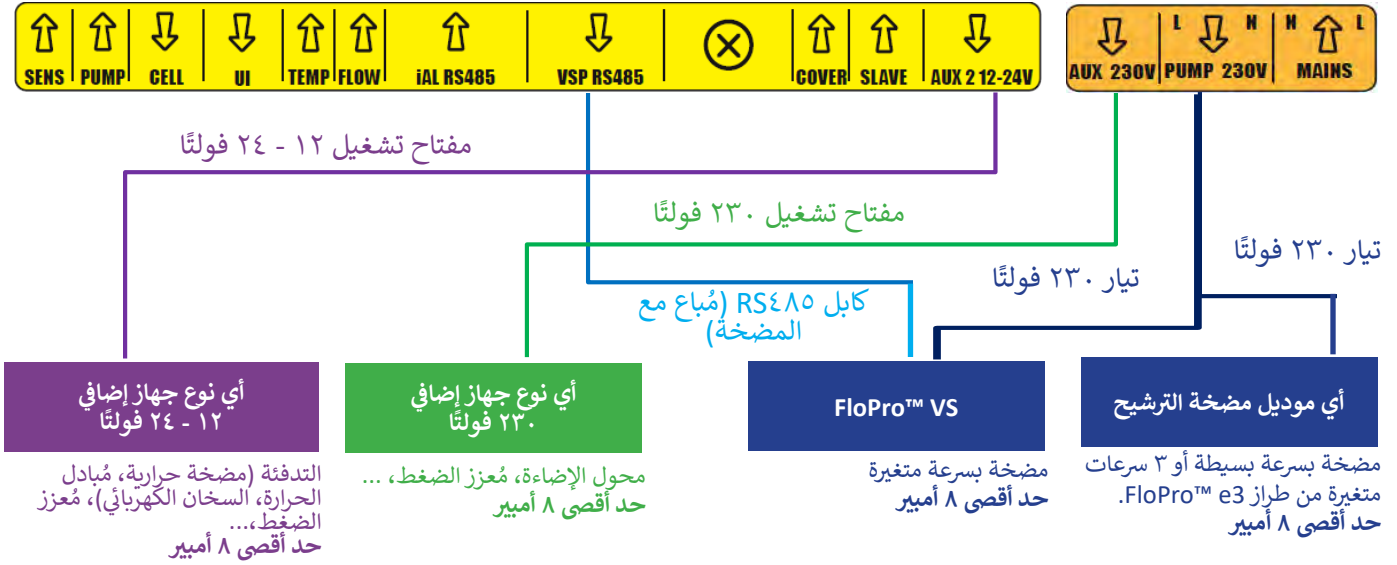 SENS PUMP CELL UI TEMP FLOW iAL RS485 VSP RS485 COVER SLAVE AUX 2 12-24V
L N N L
AUX 230V PUMP 230V MAINS
مفتاح تشغيل ١٢ - ٢٤ فولتًا
مفتاح تشغيل ٢٣٠ فولتًا
تيار ٢٣٠ فولتًا
تيار ٢٣٠ فولتًا
كابل RS٤٨٥ (مُباع مع
المضخة)
أي موديل مضخة الترشيح
مضخة بسرعة بسيطة أو ٣ سرعات
متغيرة من طراز FloPro™ e3.
حد أقصى ٨ أمبير
FloPro™ VS
مضخة بسرعة متغيرة
حد أقصى ٨ أمبير
أي نوع جهاز إضافي
٢٣٠ فولتًا
محول الإضاءة، مُعزز الضغط، ...
حد أقصى ٨ أمبير
أي نوع جهاز إضافي
١٢ - ٢٤ فولتًا
التدفئة (مضخة حرارية، مُبادل
الحرارة، السخان الكهربائي)، مُعزز
الضغط،...
حد أقصى ٨ أمبير